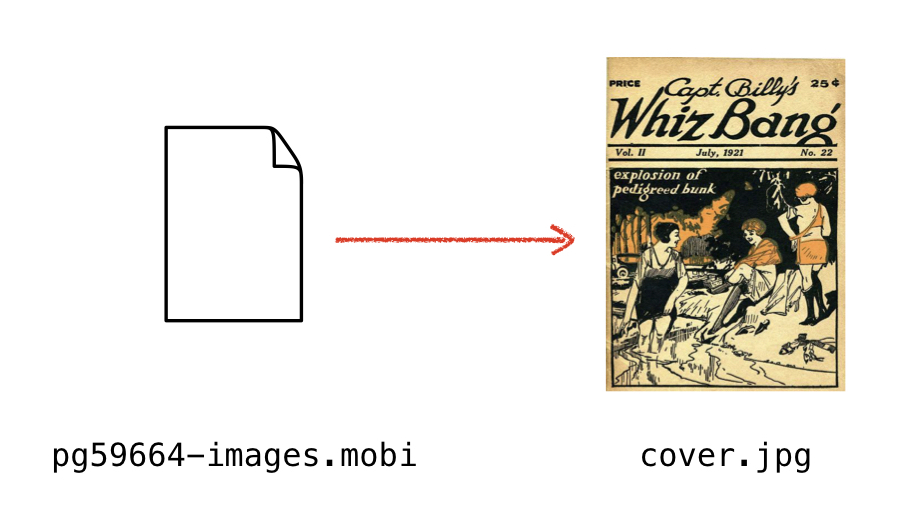 PRICE Capt. Billy's 25¢
Whiz Bang
Vol. II July, 1921 No. 22
explosion of
pedigreed bunk
pg59664-images.mobi
cover.jpg